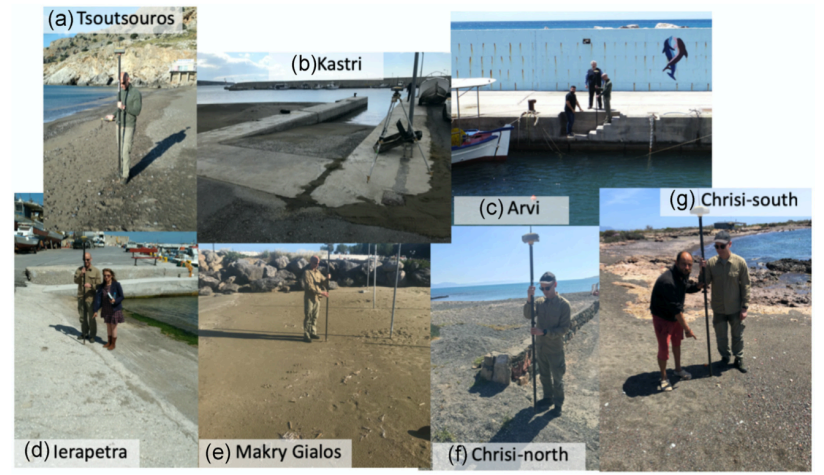 (a) Tsoutsouros
(b) Kastri
(c) Arvi
(g) Chrisi-south
(d) Ierapetra
(e) Makry Gialos
(f) Chrisi-north